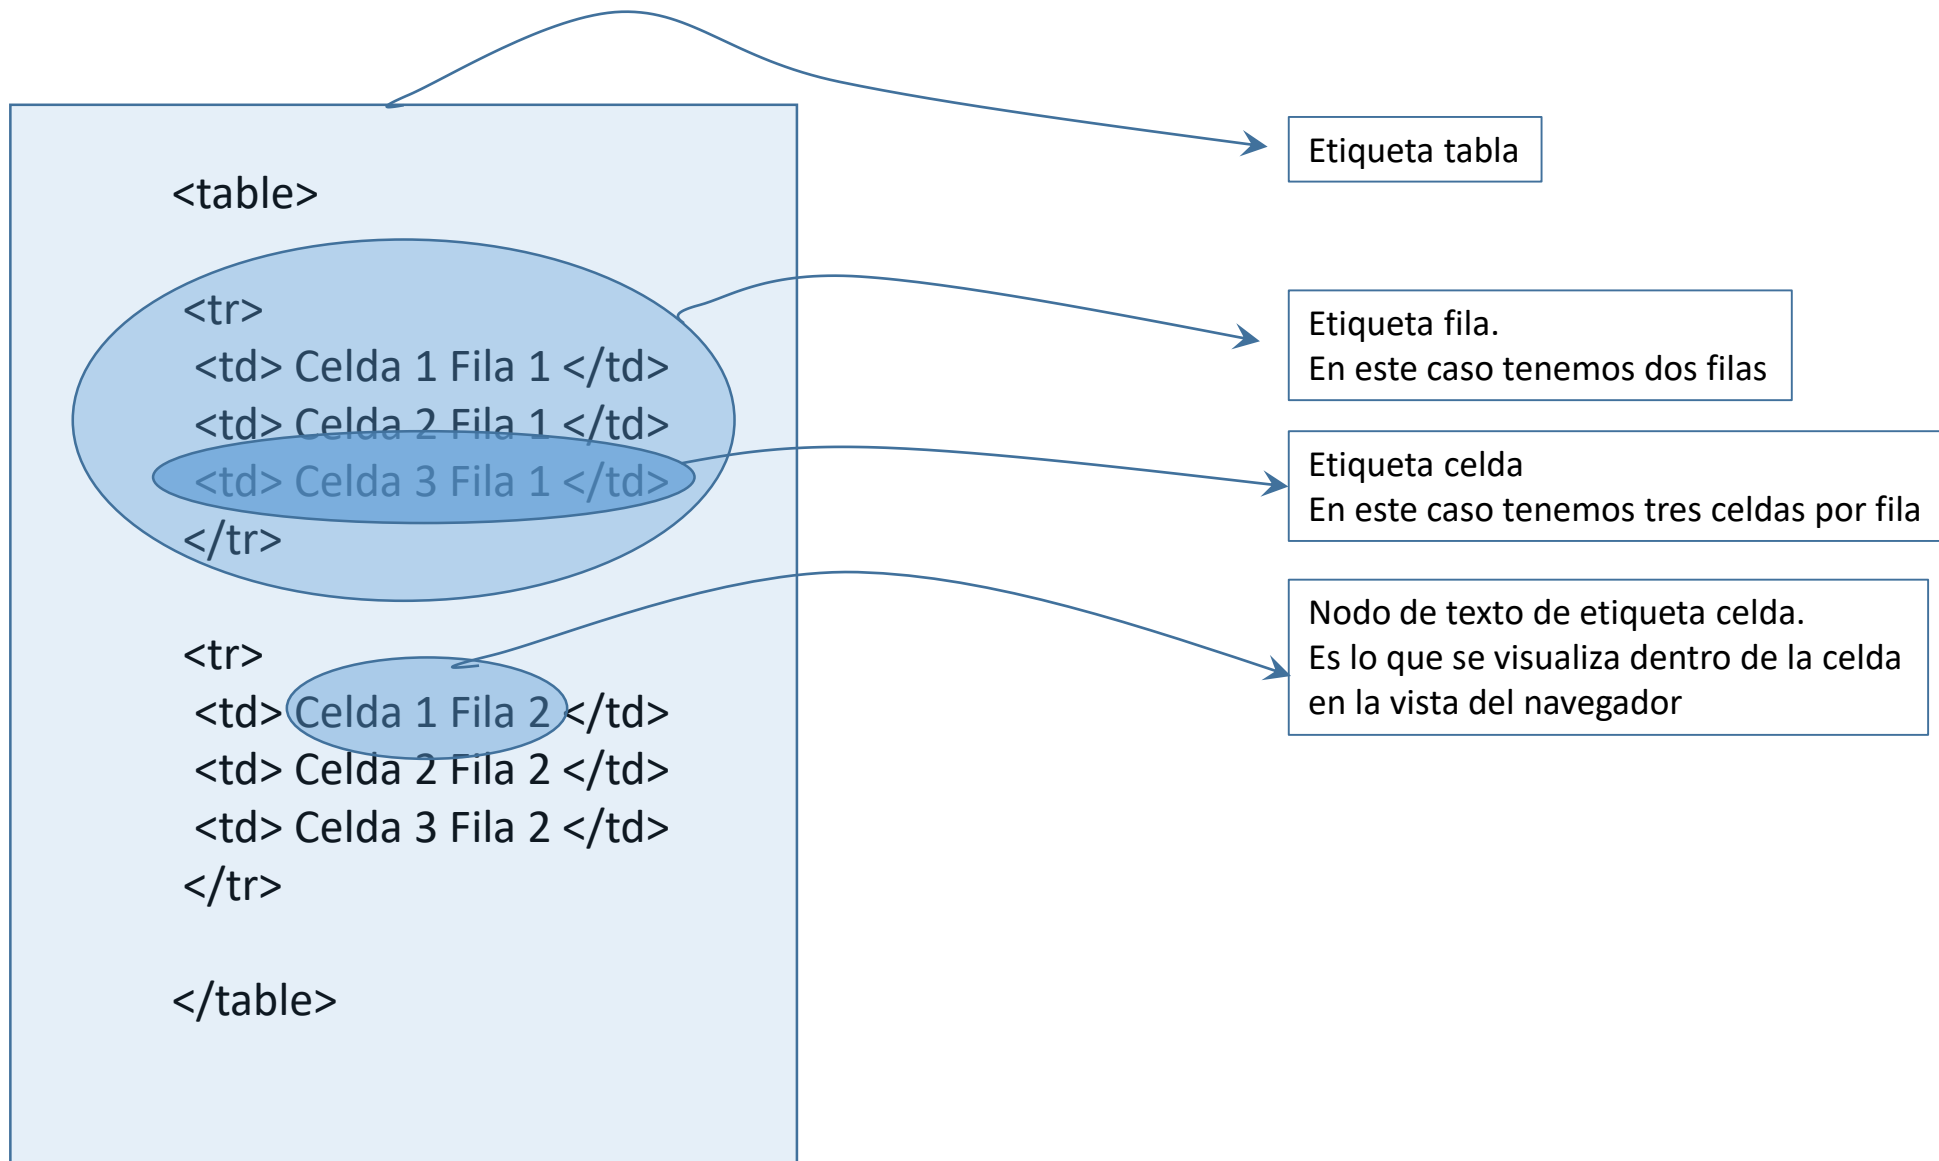 <table>
<tr>
<td> Celda 1 Fila 1 </td>
<td> Celda 2 Fila 1 </td>
<td> Celda 3 Fila 1 </td>
</tr>
<tr>
<td> Celda 1 Fila 2 </td>
<td> Celda 2 Fila 2 </td>
<td> Celda 3 Fila 2 </td>
</tr>
</table>
Etiqueta tabla
Etiqueta fila.
En este caso tenemos dos filas
Etiqueta celda
En este caso tenemos tres celdas por fila
Nodo de texto de etiqueta celda.
Es lo que se visualiza dentro de la celda
en la vista del navegador